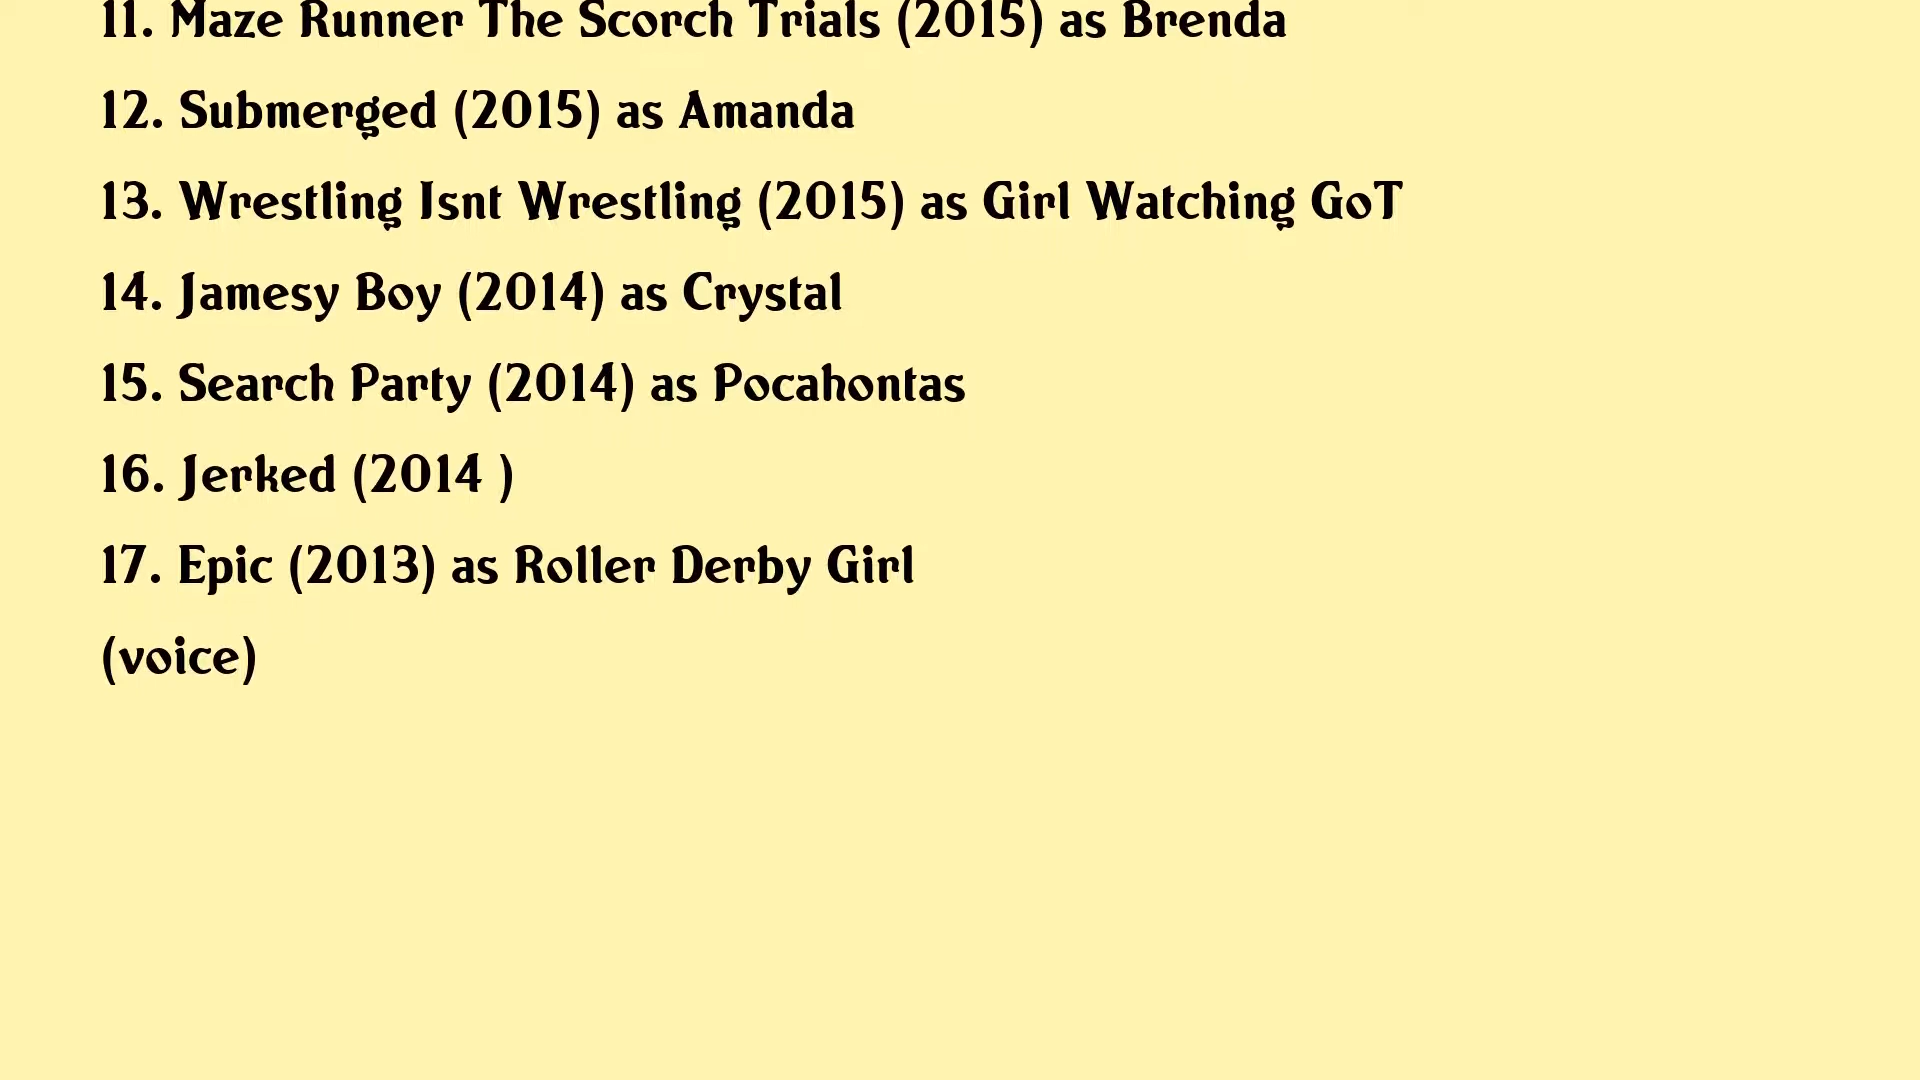 11. Maze Runner The Scorch Trials (2015) as Brenda
12. Submerged (2015) as Amanda
13. Wrestling Isnt Wrestling (2015) as Girl Watching GoT
14. Jamesy Boy (2014) as Crystal
15. Search Party (2014) as Pocahontas
16. Jerked (2014 )
17. Epic (2013) as Roller Derby Girl
(voice)